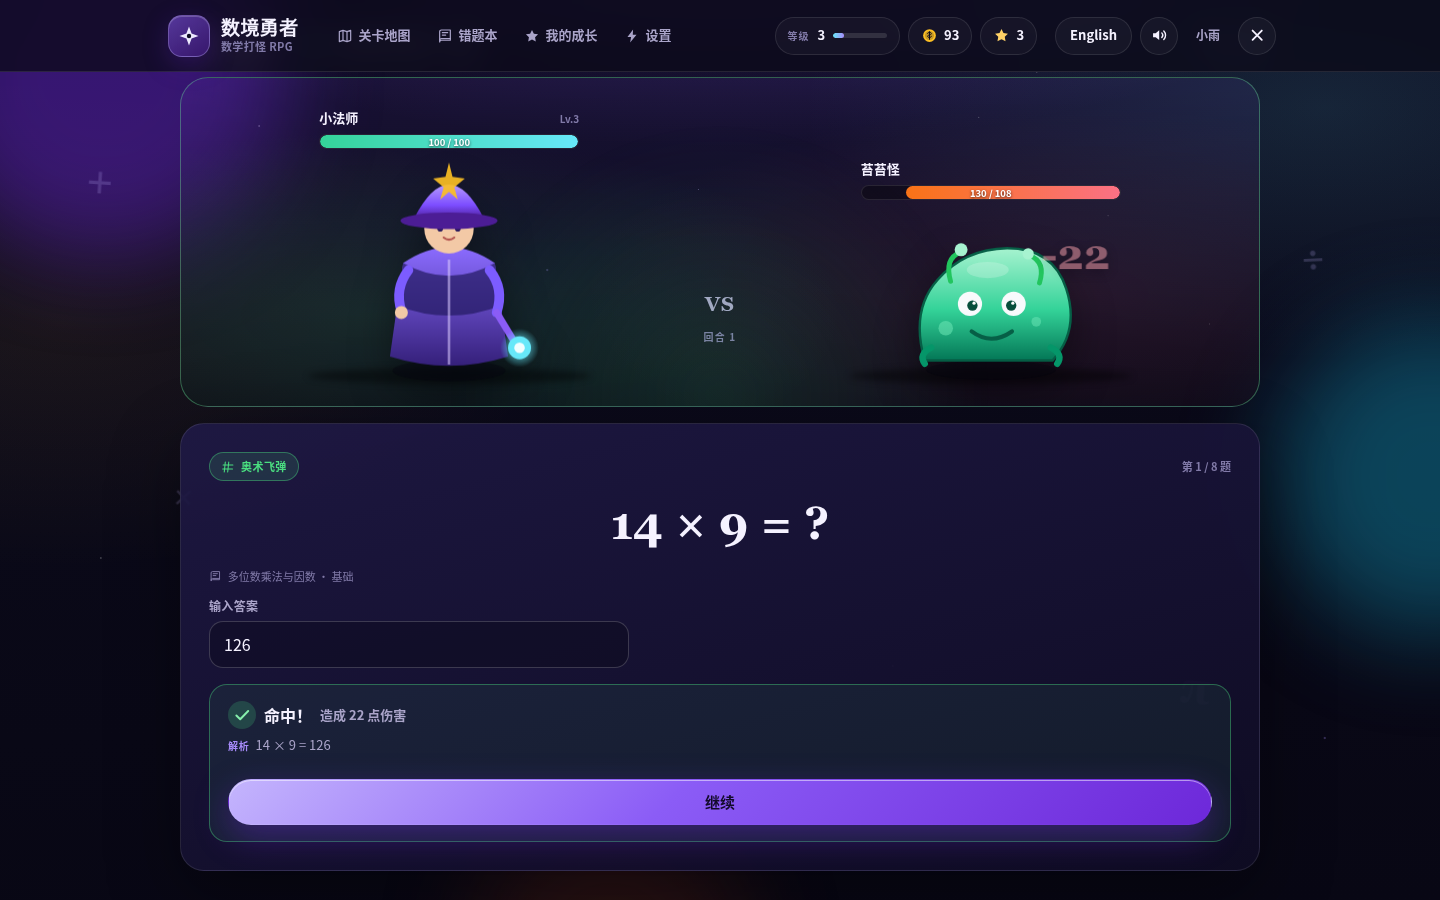 数境勇者
数学打怪 RPG
关卡地图
错题本
我的成长
设置
等级 3
93
3
English
小雨
小法师
Lv.3
100 / 100
苔苔怪
130 / 108
-22
VS
回合 1
奥术飞弹
第 1 / 8 题
14 × 9 = ?
多位数乘法与因数 · 基础
输入答案
126
命中! 造成 22 点伤害
解析 14 × 9 = 126
继续